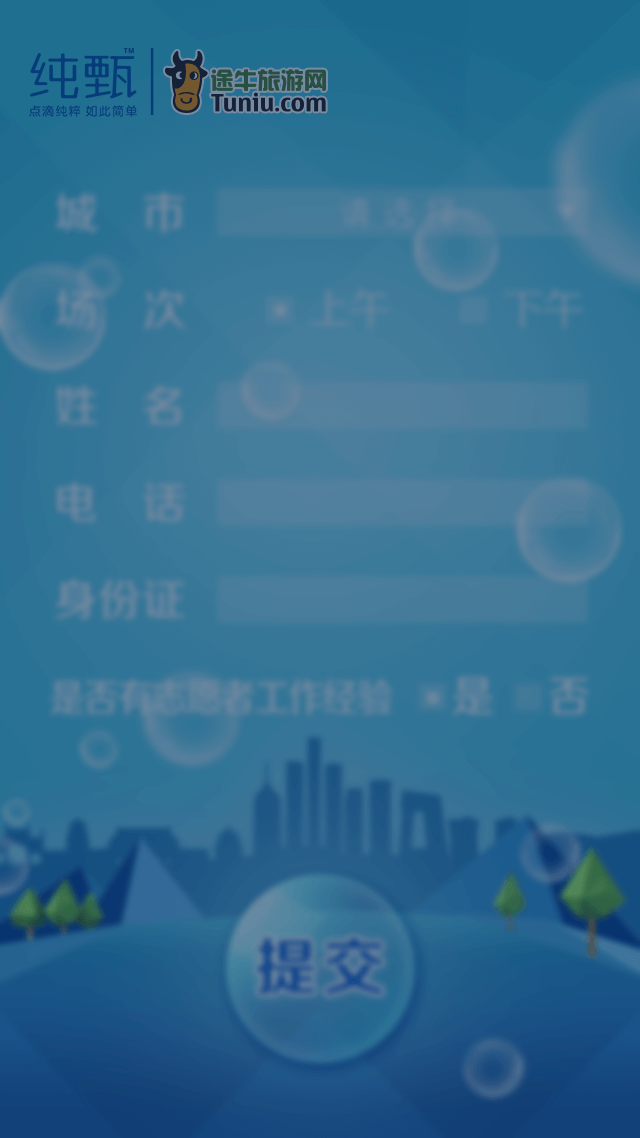 纯甄™
点滴纯粹 如此简单
途牛旅游网
Tuniu.com
城 市 请选择
场 次 上午 下午
姓 名
电 话
身份证
是否有志愿者工作经验 是 否
提交